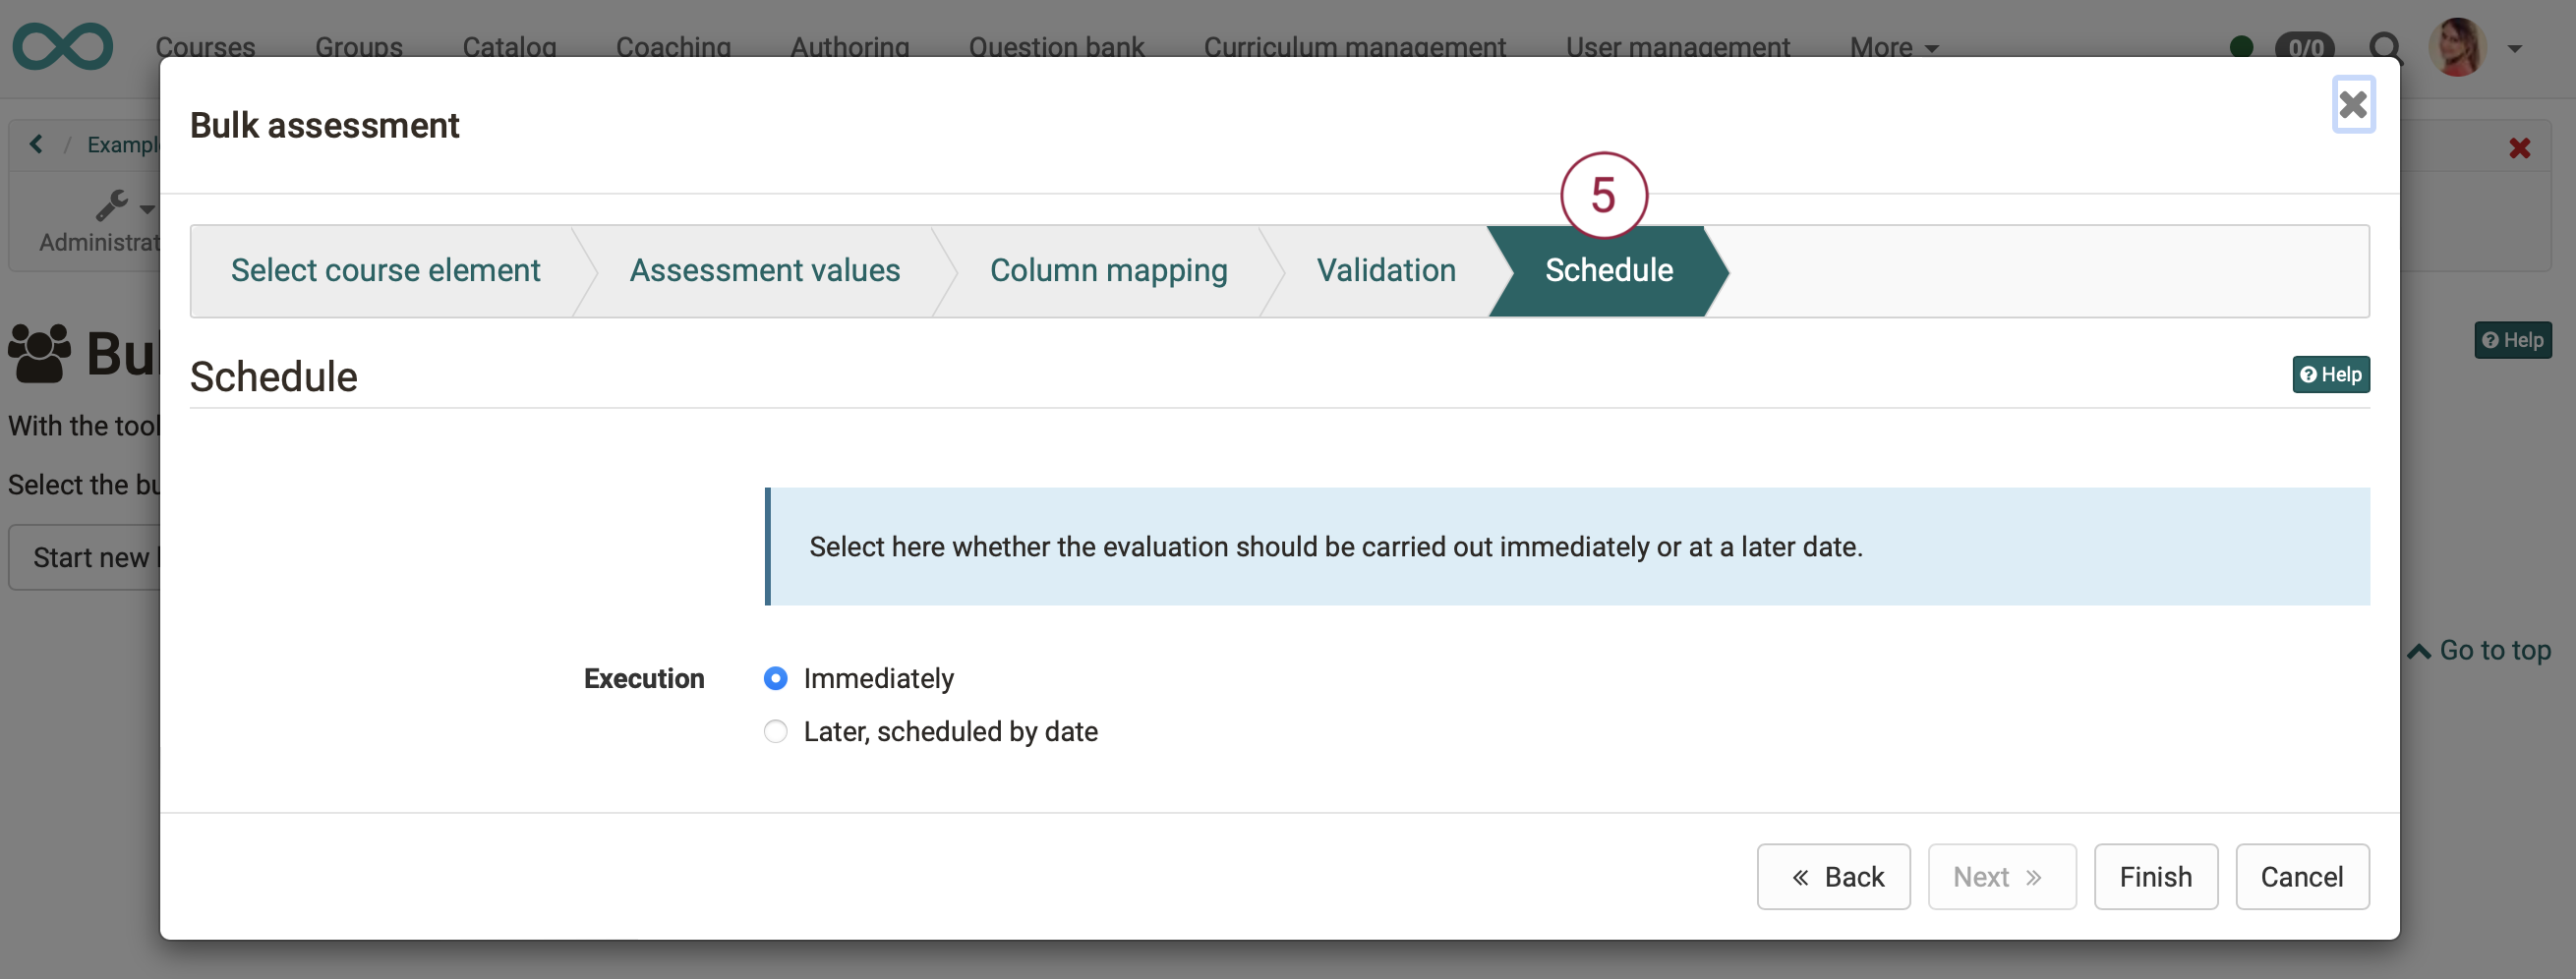 Courses Groups Catalog Coaching Authoring Question bank Curriculum management User management More 0/0
Bulk assessment
/ Exampl
5
Administrat
Select course element Assessment values Column mapping Validation Schedule
Bul
Help
Schedule
Help
With the tool
Select the bu
Select here whether the evaluation should be carried out immediately or at a later date.
Start new
Go to top
Execution Immediately
Later, scheduled by date
« Back Next » Finish Cancel